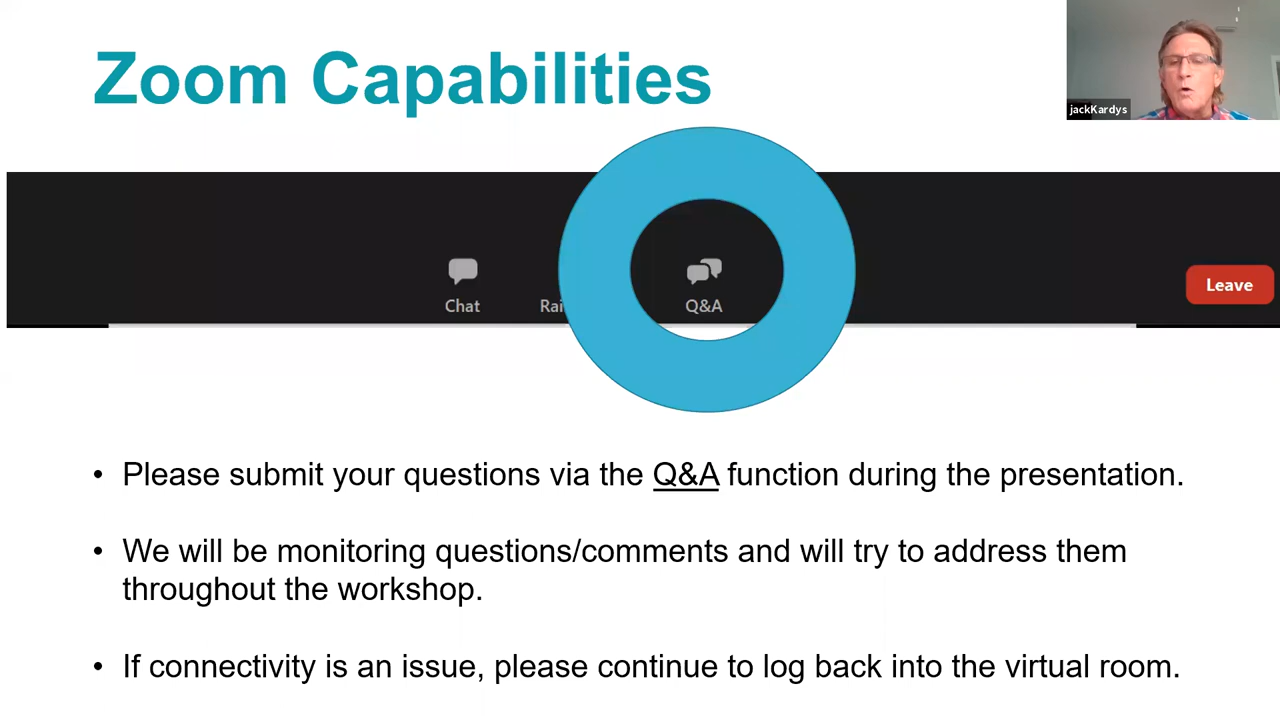 Zoom Capabilities
jackKardys
Chat
Rai
Q&A
Leave
• Please submit your questions via the Q&A function during the presentation.
• We will be monitoring questions/comments and will try to address them
throughout the workshop.
• If connectivity is an issue, please continue to log back into the virtual room.